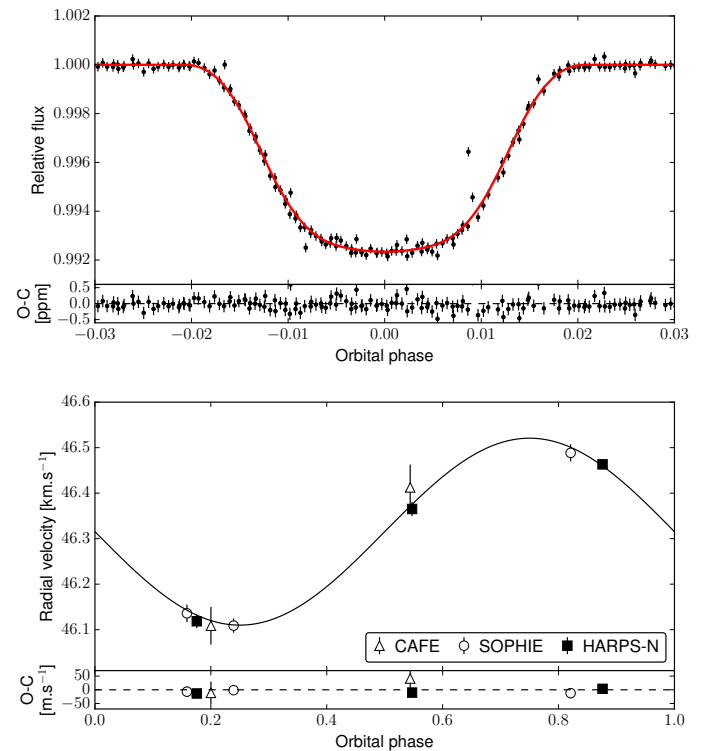 1.002
1.000
0.998
0.996
0.994
0.992
Relative flux
0.5
0.0
−0.5
O-C
[ppm]
−0.03 −0.02 −0.01 0.00 0.01 0.02 0.03
Orbital phase
46.6
46.5
46.4
46.3
46.2
46.1
Radial velocity [km.s⁻¹]
CAFE SOPHIE HARPS-N
50
0
−50
O-C
[m.s⁻¹]
0.0 0.2 0.4 0.6 0.8 1.0
Orbital phase